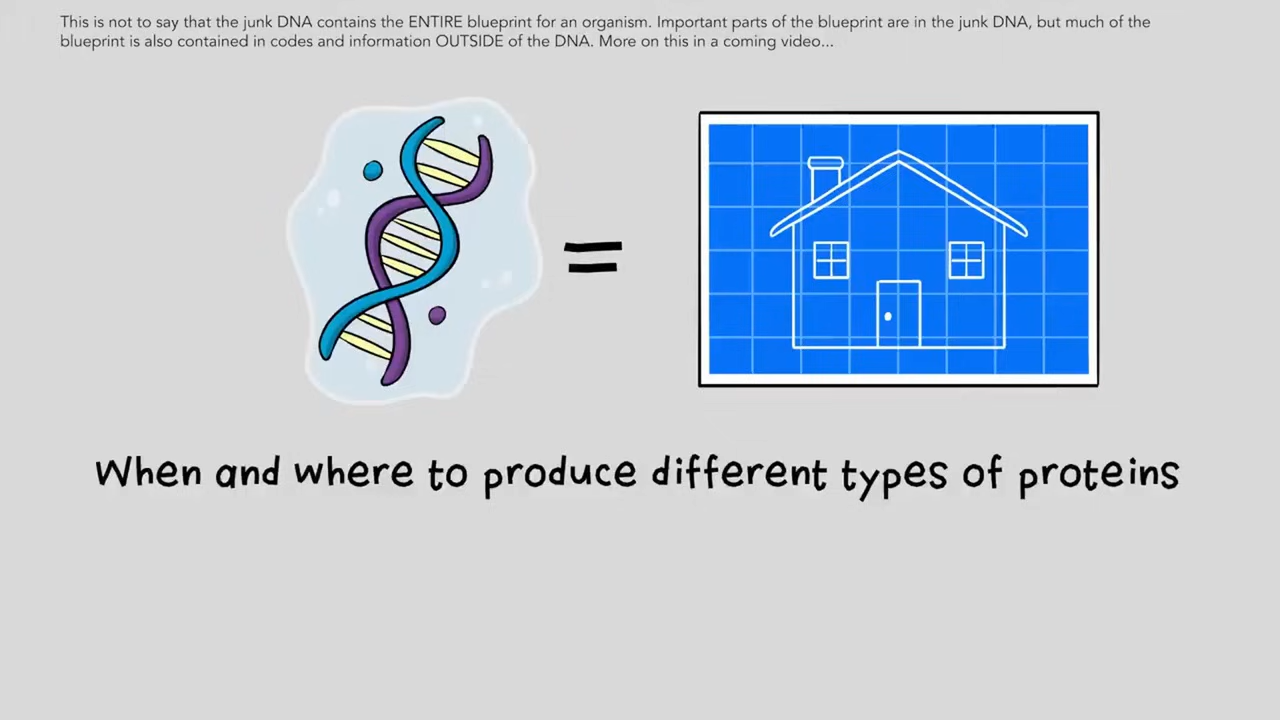 This is not to say that the junk DNA contains the ENTIRE blueprint for an organism. Important parts of the blueprint are in the junk DNA, but much of the
blueprint is also contained in codes and information OUTSIDE of the DNA. More on this in a coming video...
When and where to produce different types of proteins